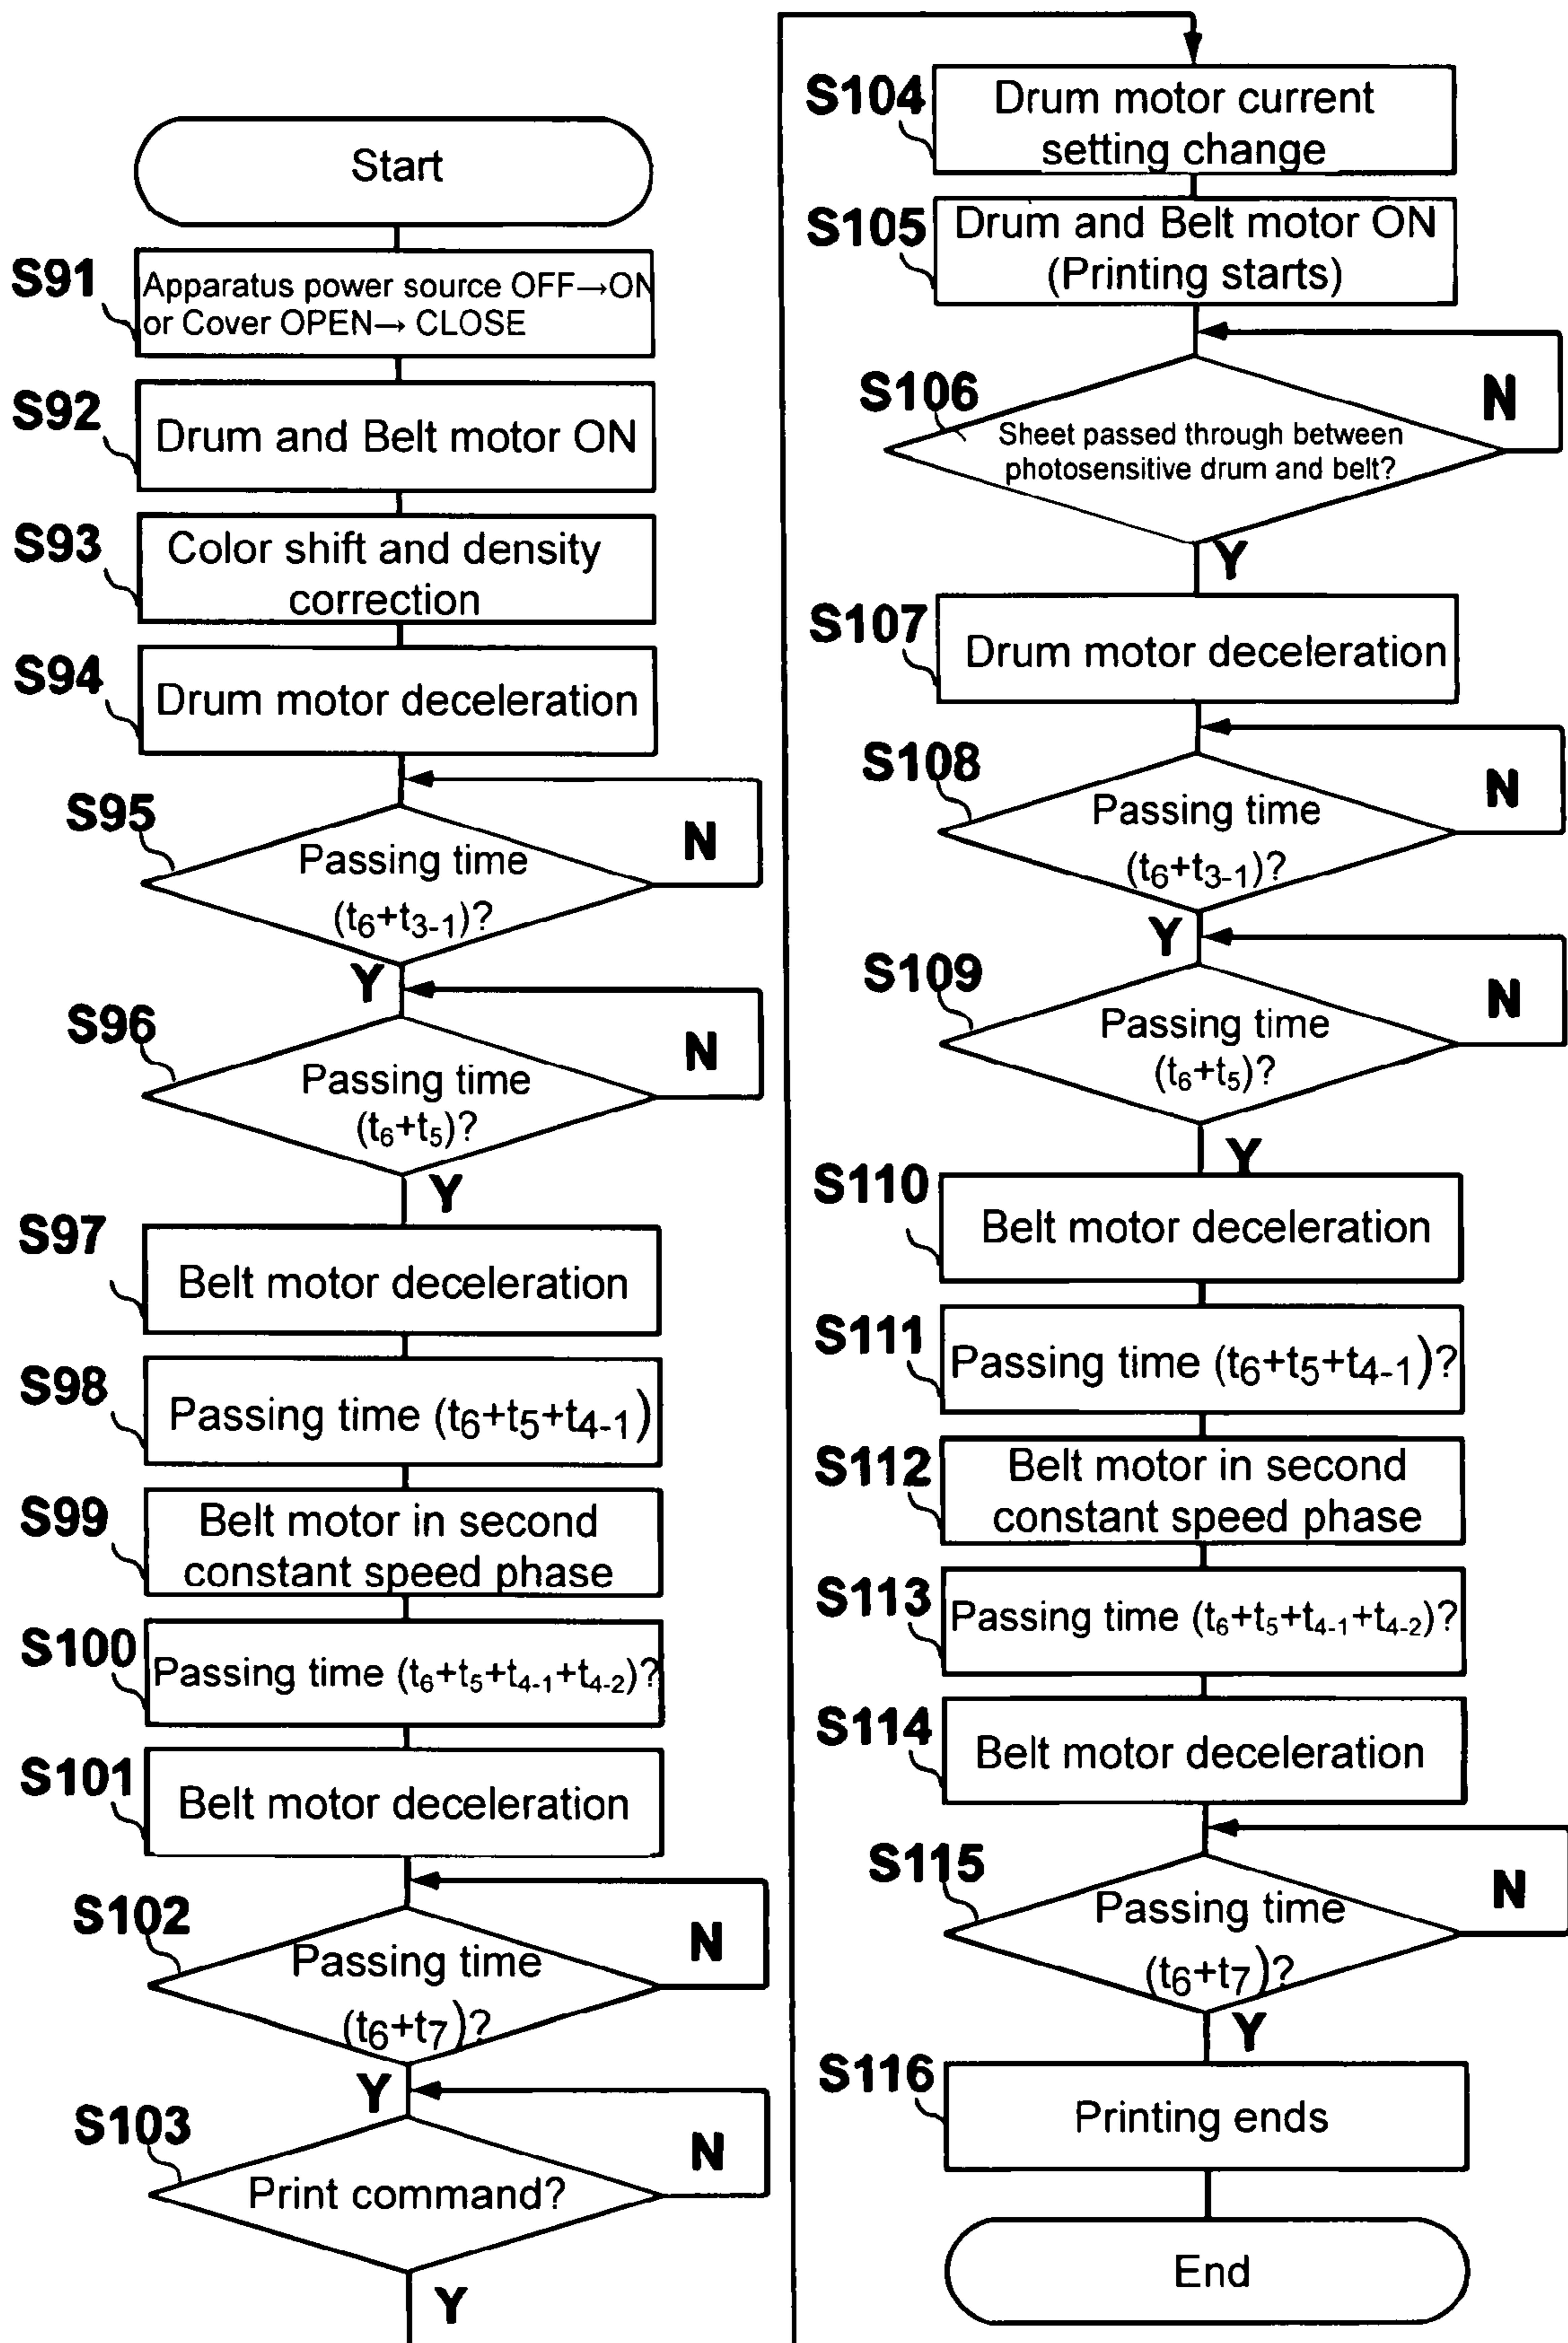 Start
S91
Apparatus power source OFF→ON
or Cover OPEN→ CLOSE
S92
Drum and Belt motor ON
S93
Color shift and density
correction
S94
Drum motor deceleration
S95
Passing time
(t6+t3-1)?
N
Y
S96
Passing time
(t6+t5)?
N
Y
S97
Belt motor deceleration
S98
Passing time (t6+t5+t4-1)
S99
Belt motor in second
constant speed phase
S100
Passing time (t6+t5+t4-1+t4-2)?
S101
Belt motor deceleration
S102
Passing time
(t6+t7)?
N
Y
S103
Print command?
N
Y
S104
Drum motor current
setting change
S105
Drum and Belt motor ON
(Printing starts)
S106
Sheet passed through between
photosensitive drum and belt?
N
Y
S107
Drum motor deceleration
S108
Passing time
(t6+t3-1)?
N
Y
S109
Passing time
(t6+t5)?
N
Y
S110
Belt motor deceleration
S111
Passing time (t6+t5+t4-1)?
S112
Belt motor in second
constant speed phase
S113
Passing time (t6+t5+t4-1+t4-2)?
S114
Belt motor deceleration
S115
Passing time
(t6+t7)?
N
Y
S116
Printing ends
End